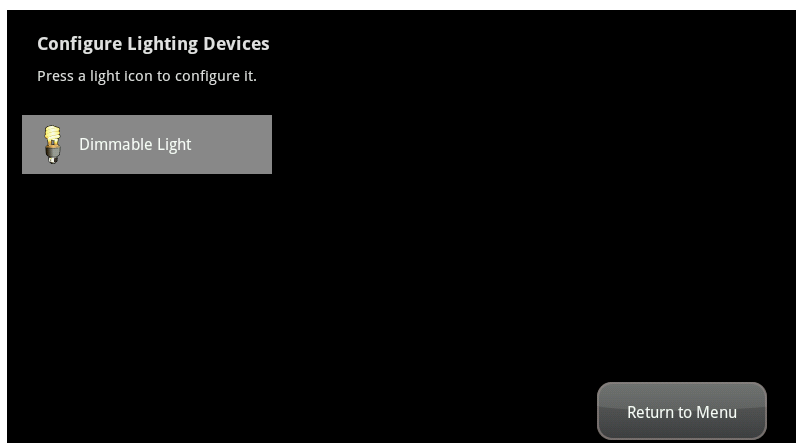 Configure Lighting Devices
Press a light icon to configure it.
Dimmable Light
Return to Menu